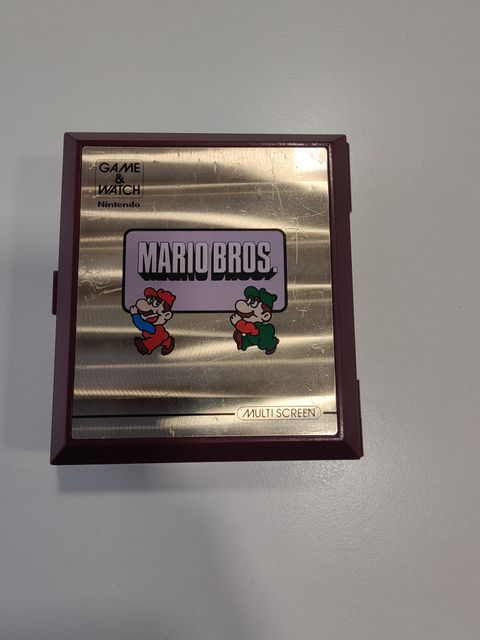 GAME
&
WATCH
Nintendo
MARIO BROS.
MULTI SCREEN